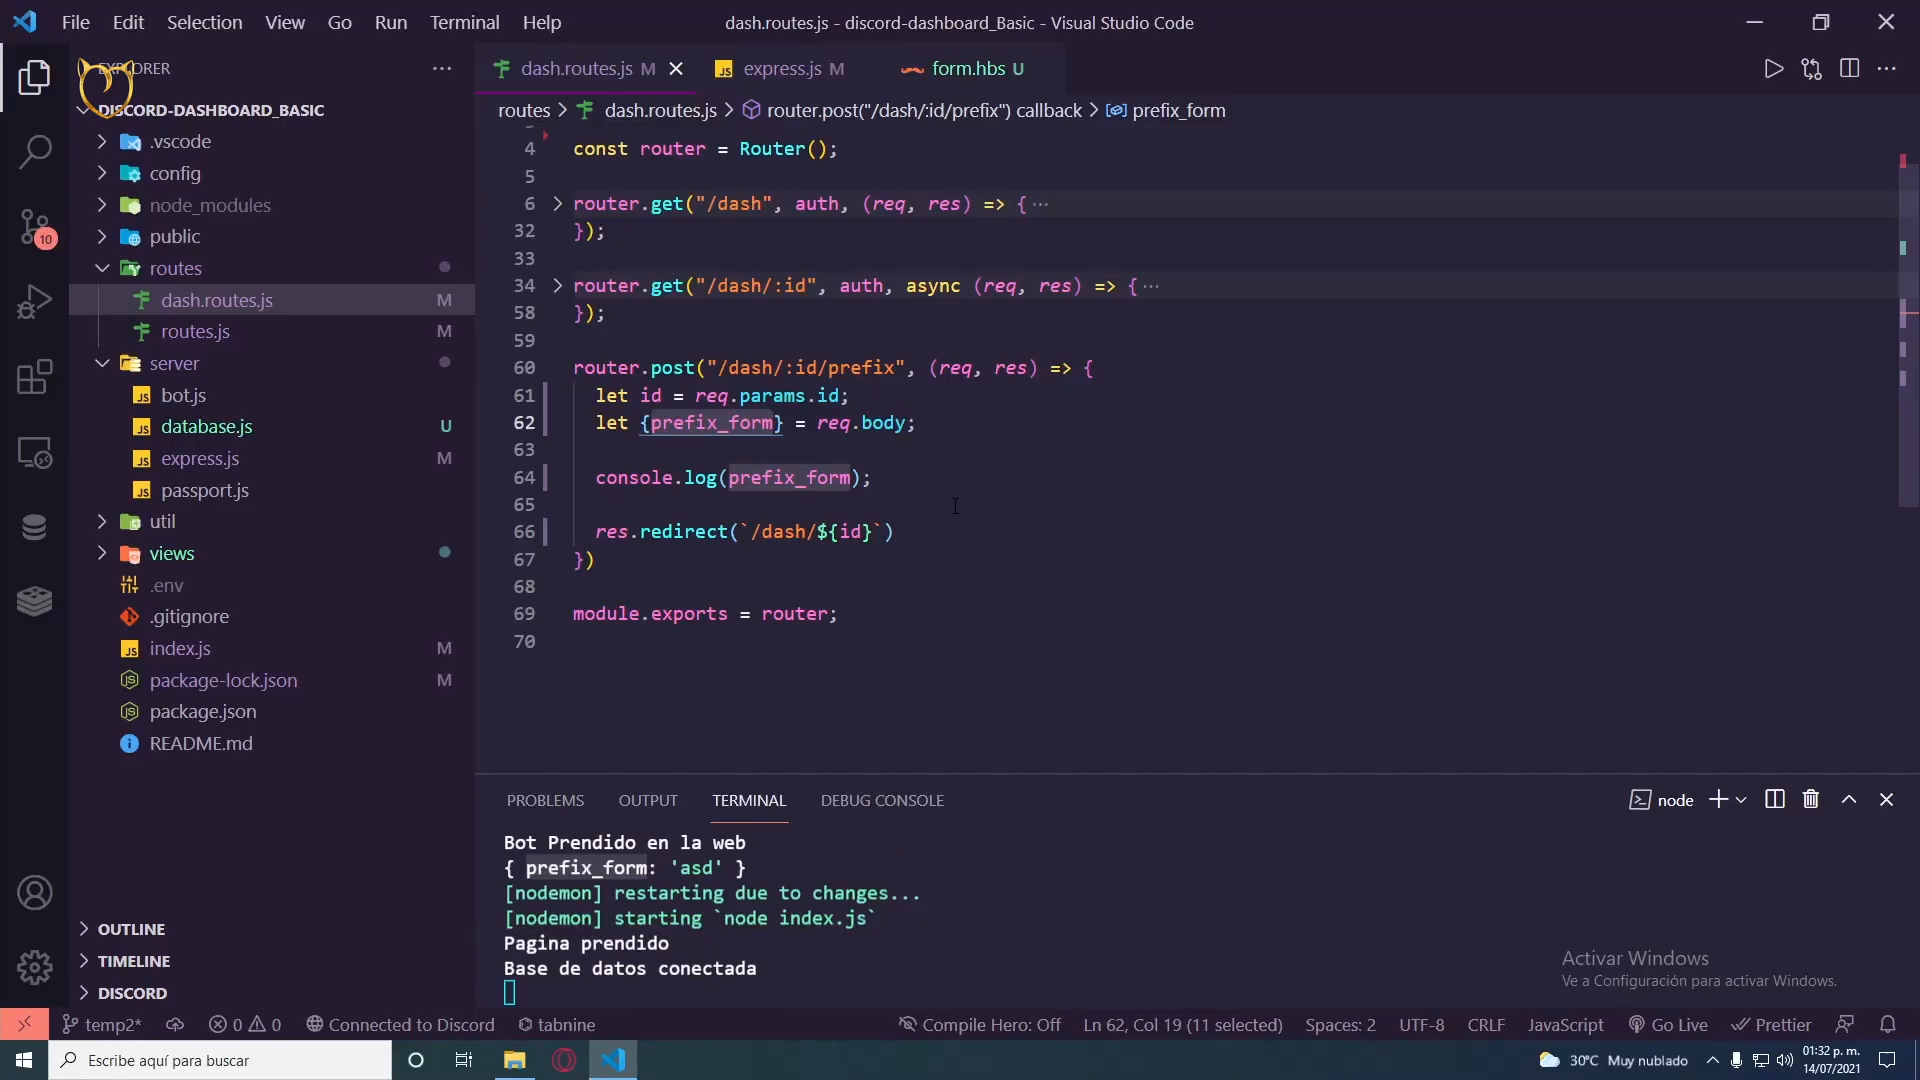 File Edit Selection View Go Run Terminal Help
dash.routes.js - discord-dashboard_Basic - Visual Studio Code
EXPLORER
DISCORD-DASHBOARD_BASIC
.vscode
config
node_modules
public
routes
dash.routes.js M
routes.js M
server
bot.js
database.js U
express.js M
passport.js
util
views
.env
.gitignore
index.js M
package-lock.json M
package.json
README.md
OUTLINE
TIMELINE
DISCORD
10
dash.routes.js M express.js M form.hbs U
routes > dash.routes.js > router.post("/dash/:id/prefix") callback > prefix_form
4 const router = Router();
5
6 router.get("/dash", auth, (req, res) => { ···
32 });
33
34 router.get("/dash/:id", auth, async (req, res) => { ···
58 });
59
60 router.post("/dash/:id/prefix", (req, res) => {
61 let id = req.params.id;
62 let {prefix_form} = req.body;
63
64 console.log(prefix_form);
65
66 res.redirect(`/dash/${id}`)
67 })
68
69 module.exports = router;
70
PROBLEMS OUTPUT TERMINAL DEBUG CONSOLE
node
Bot Prendido en la web
{ prefix_form: 'asd' }
[nodemon] restarting due to changes...
[nodemon] starting `node index.js`
Pagina prendido
Base de datos conectada
Activar Windows
Ve a Configuración para activar Windows.
temp2* 0 0 Connected to Discord tabnine Compile Hero: Off Ln 62, Col 19 (11 selected) Spaces: 2 UTF-8 CRLF JavaScript Go Live Prettier
Escribe aquí para buscar
30°C Muy nublado
01:32 p. m.
14/07/2021